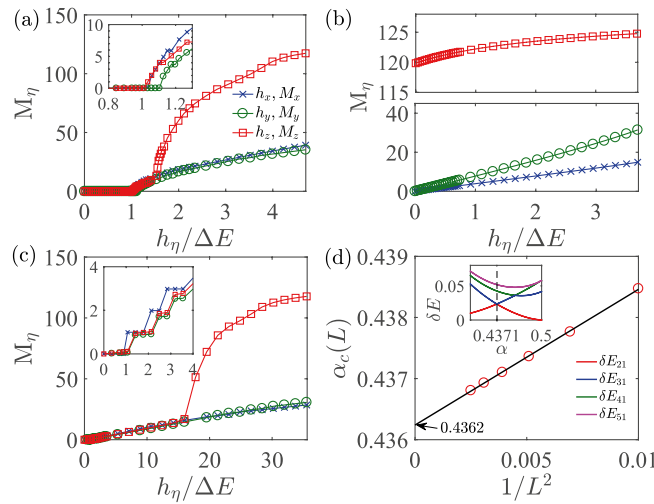 (a)
150
100
50
0
M_η
10
5
0
0.8
1
1.2
h_x, M_x
h_y, M_y
h_z, M_z
0
1
2
3
4
h_η/ΔE
(b)
125
120
115
40
20
0
M_η
0
1
2
3
h_η/ΔE
(c)
150
100
50
0
M_η
4
2
0
0
1
2
3
4
0
10
20
30
h_η/ΔE
(d)
0.439
0.438
0.437
0.436
α_c(L)
δE
0.05
0
0.4371
0.5
α
δE_21
δE_31
δE_41
δE_51
0.4362
0
0.005
0.01
1/L^2